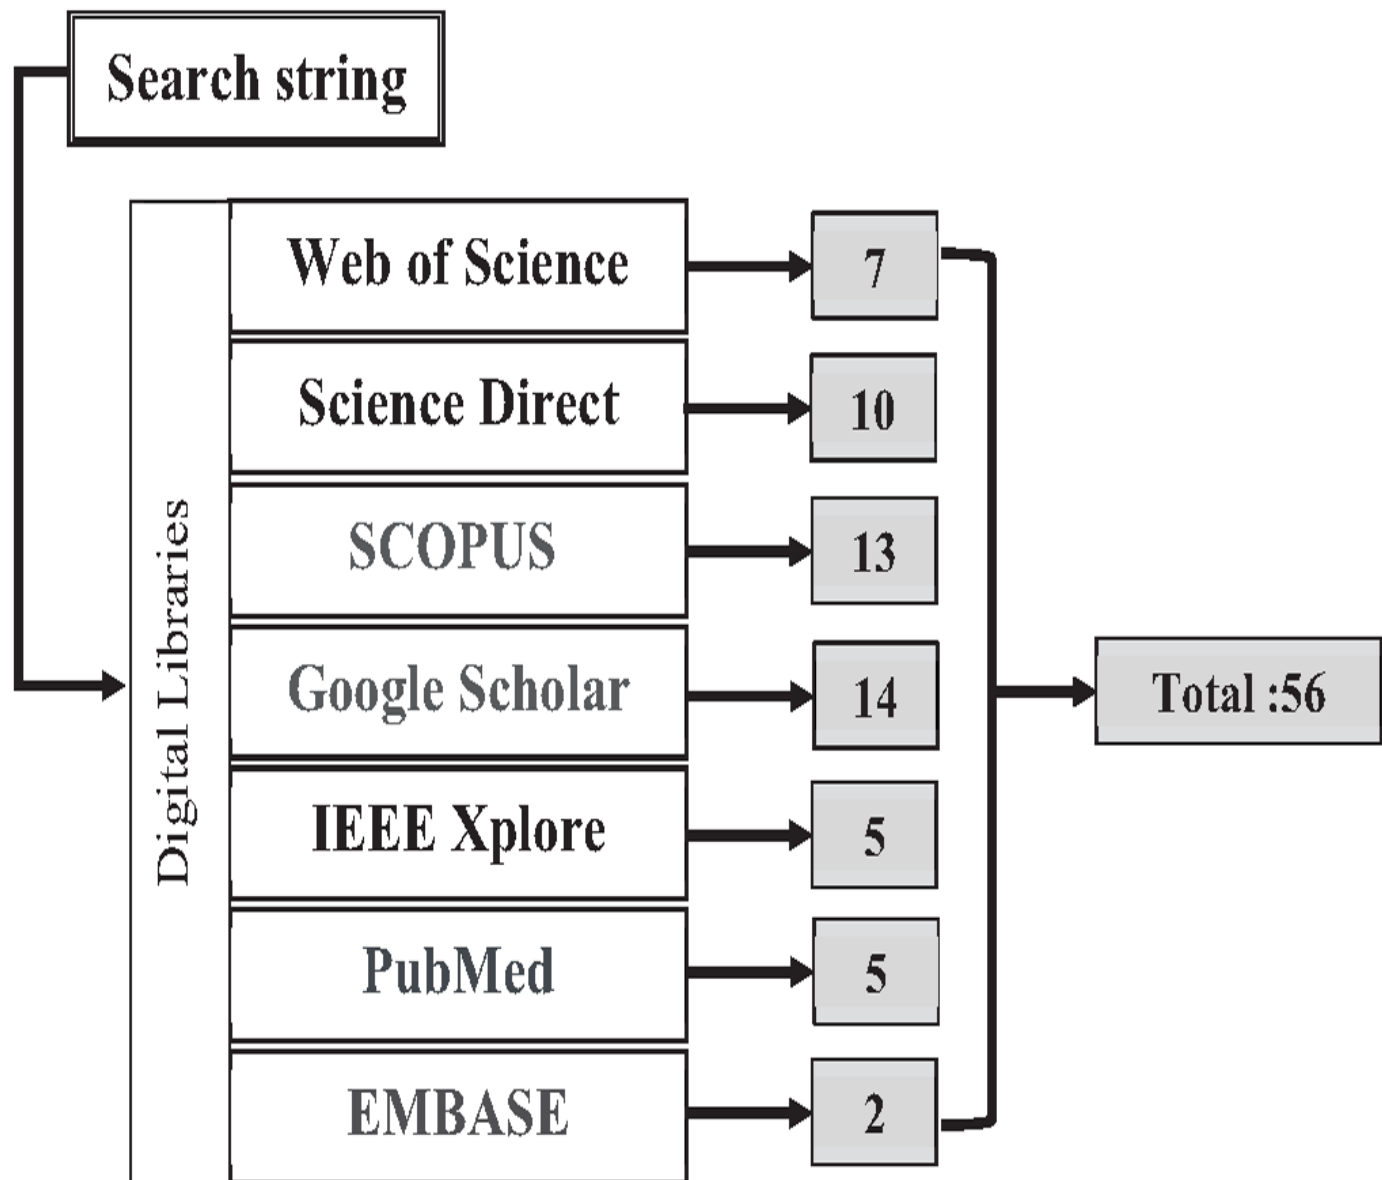 Search string
Digital Libraries
Web of Science
7
Science Direct
10
SCOPUS
13
Google Scholar
14
IEEE Xplore
5
PubMed
5
EMBASE
2
Total :56